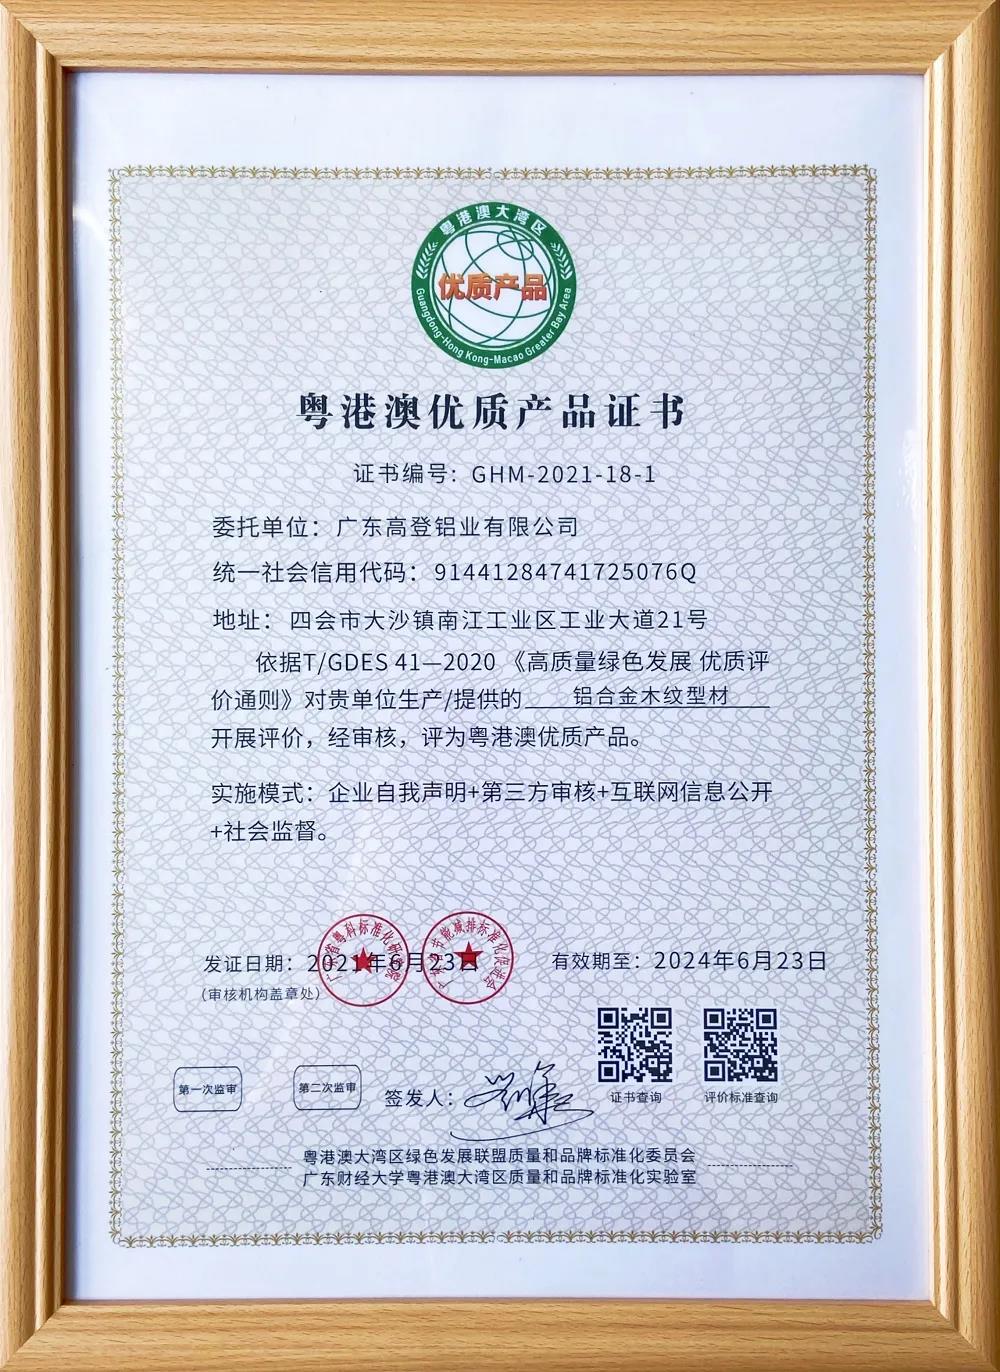 粤港澳大湾区
优质产品
Guangdong-Hong Kong-Macao Greater Bay Area
粤港澳优质产品证书
证书编号：GHM-2021-18-1
委托单位：广东高登铝业有限公司
统一社会信用代码：91441284741725076Q
地址：四会市大沙镇南江工业区工业大道21号
依据T/GDES 41—2020《高质量绿色发展 优质评
价通则》对贵单位生产/提供的 铝合金木纹型材
开展评价，经审核，评为粤港澳优质产品。
实施模式：企业自我声明+第三方审核+互联网信息公开
+社会监督。
发证日期：2021年6月23日 有效期至：2024年6月23日
（审核机构盖章处）
第一次监审 第二次监审 签发人： 证书查询 评价标准查询
粤港澳大湾区绿色发展联盟质量和品牌标准化委员会
广东财经大学粤港澳大湾区质量和品牌标准化实验室